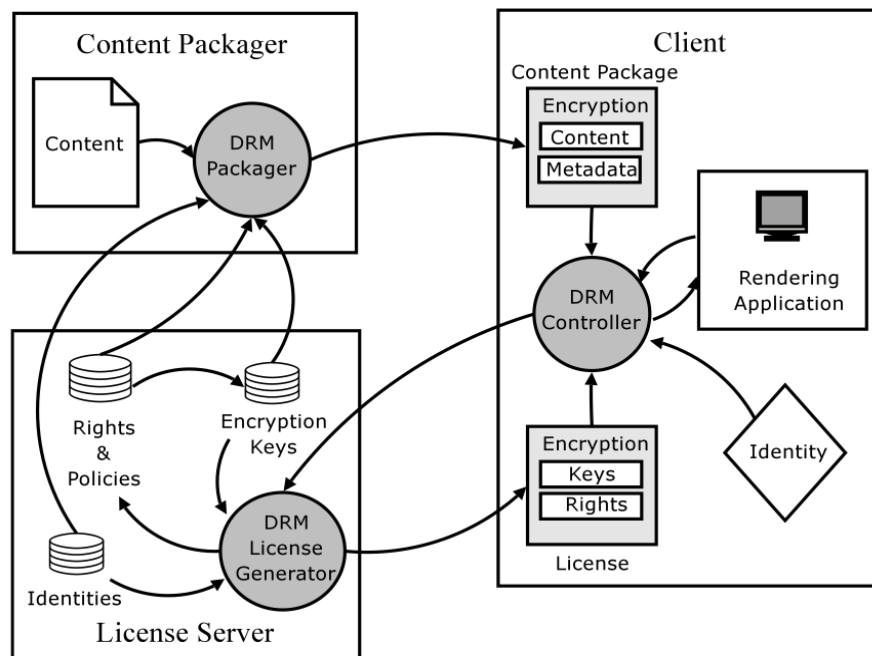 Content Packager
Content
DRM
Packager
Client
Content Package
Encryption
Content
Metadata
Rendering
Application
DRM
Controller
Identity
Encryption
Keys
Rights
License
Rights
&
Policies
Encryption
Keys
DRM
License
Generator
Identities
License Server